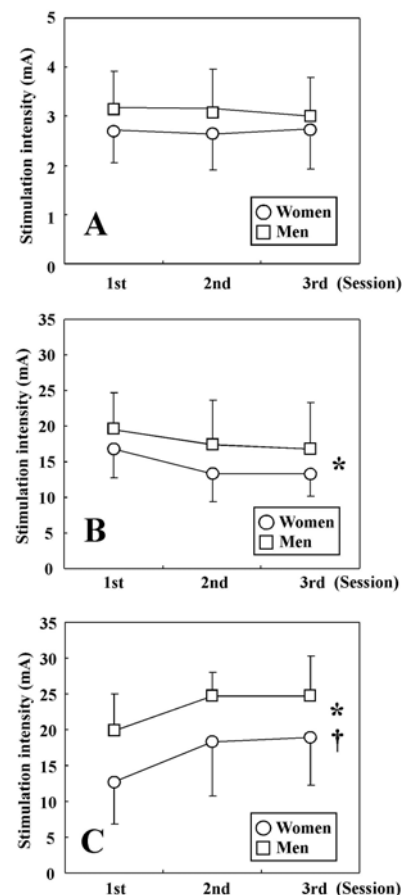 Stimulation intensity (mA)
5
4
3
2
1
0
A
Women
Men
1st 2nd 3rd (Session)
Stimulation intensity (mA)
35
30
25
20
15
10
5
0
*
B
Women
Men
1st 2nd 3rd (Session)
Stimulation intensity (mA)
35
30
25
20
15
10
5
0
*
†
C
Women
Men
1st 2nd 3rd (Session)